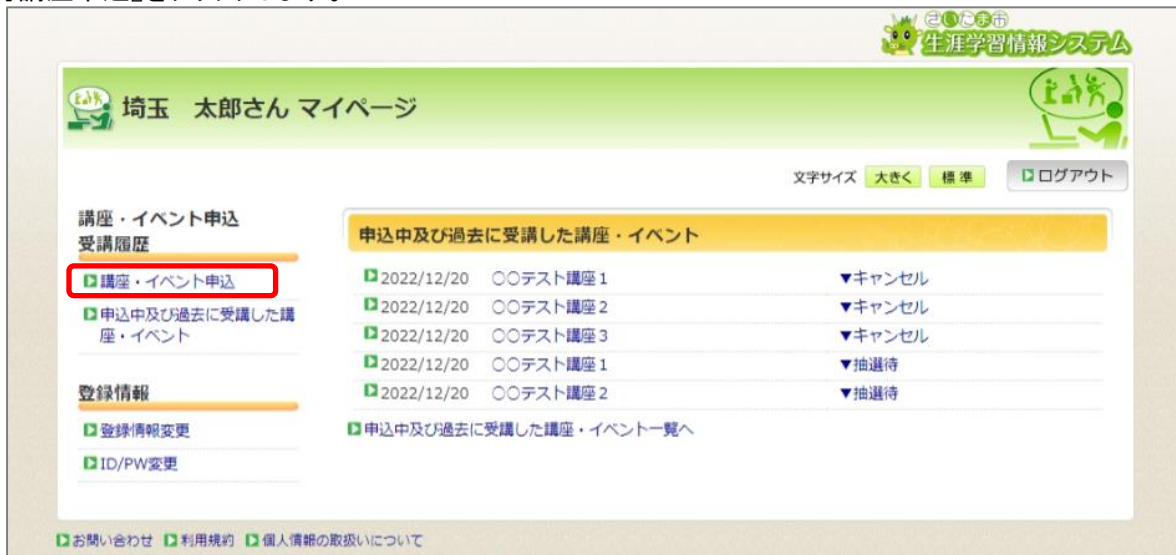 さいたま市
生涯学習情報システム
埼玉　太郎さん マイページ
文字サイズ 大きく 標準 ログアウト
講座・イベント申込
受講履歴
講座・イベント申込
申込中及び過去に受講した講
座・イベント
登録情報
登録情報変更
ID/PW変更
申込中及び過去に受講した講座・イベント
2022/12/20 ○○テスト講座1 ▼キャンセル
2022/12/20 ○○テスト講座2 ▼キャンセル
2022/12/20 ○○テスト講座3 ▼キャンセル
2022/12/20 ○○テスト講座1 ▼抽選待
2022/12/20 ○○テスト講座2 ▼抽選待
申込中及び過去に受講した講座・イベント一覧へ
お問い合わせ 利用規約 個人情報の取扱いについて